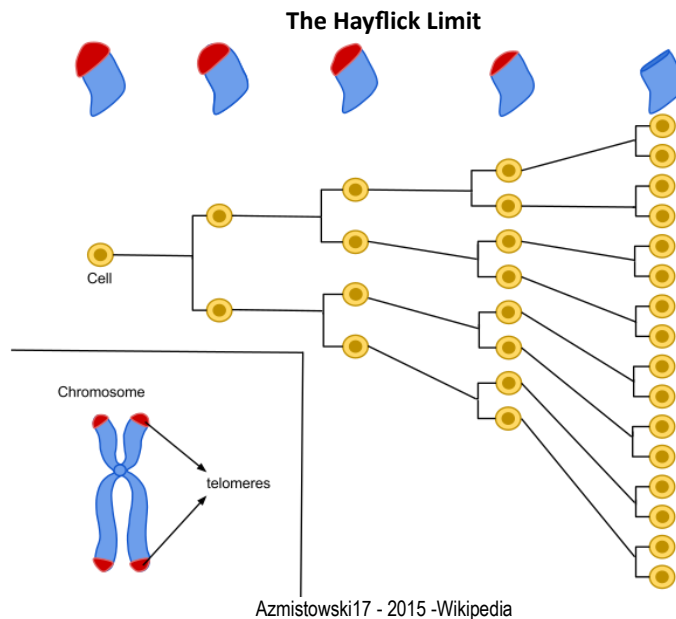 The Hayflick Limit
Cell
Chromosome
telomeres
Azmistowski17 - 2015 -Wikipedia